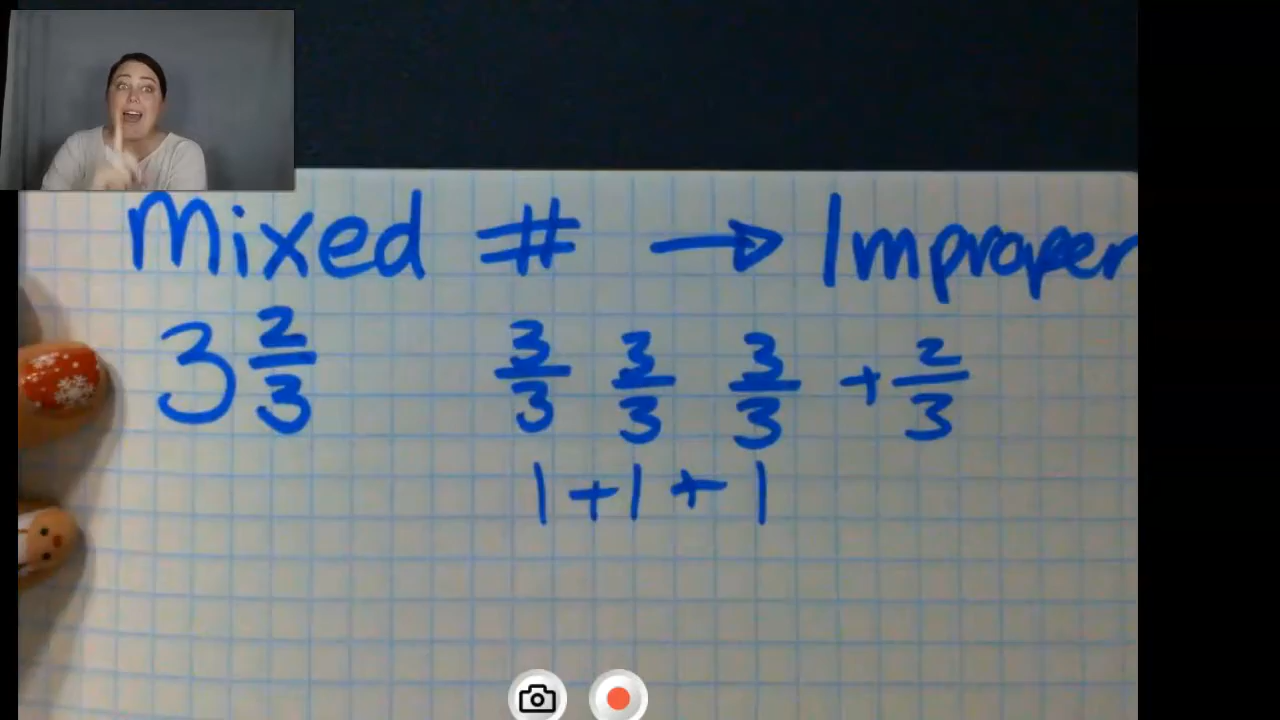 Mixed # → Improper
3 2/3 3/3 3/3 3/3 + 2/3
1 + 1 + 1